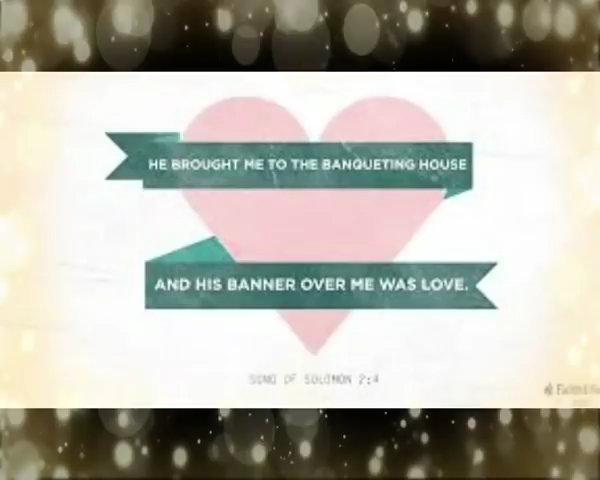 HE BROUGHT ME TO THE BANQUETING HOUSE
AND HIS BANNER OVER ME WAS LOVE.
SONG OF SOLOMON 2:4